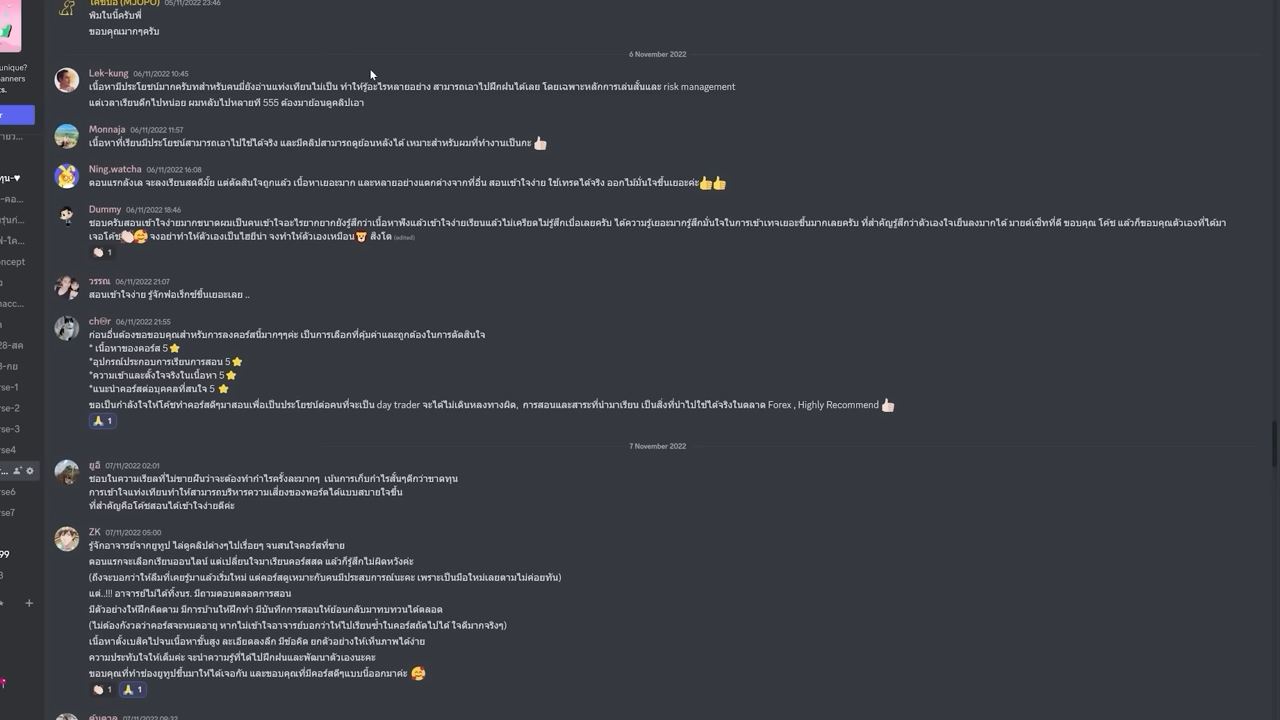 unique?
anners
ts.
โค้ชบอ (MJOPO) 05/11/2022 23:46
พิมในนี้ครับพี่
ขอบคุณมากๆครับ
6 November 2022
Lek-kung 06/11/2022 10:45
เนื้อหามีประโยชน์มากครับทสำหรับคนมี่ยังอ่านแท่งเทียนไม่เป็น ทำให้รู้อะไรหลายอย่าง สามารถเอาไปฝึกฝนได้เลย โดยเฉพาะหลักการเล่นสั้นและ risk management
แต่เวลาเรียนดึกไปหน่อย ผมหลับไปหลายที 555 ต้องมาย้อนดูคลิปเอา
Monnaja 06/11/2022 11:57
เนื้อหาที่เรียนมีประโยชน์สามารถเอาไปใช้ได้จริง และมีคลิปสามารถดูย้อนหลังได้ เหมาะสำหรับผมที่ทำงานเป็นกะ 👍🏻
Ning.watcha 06/11/2022 16:08
ตอนแรกลังเล จะลงเรียนสดดีมั้ย แต่ตัดสินใจถูกแล้ว เนื้อหาเยอะมาก และหลายอย่างแตกต่างจากที่อื่น สอนเข้าใจง่าย ใช้เทรดได้จริง ออกไม้มั่นใจขึ้นเยอะค่ะ👍👍
Dummy 06/11/2022 18:46
ชอบครับสอนเข้าใจง่ายมากขนาดผมเป็นคนเข้าใจอะไรยากยากยังรู้สึกว่าเนื้อหาฟังแล้วเข้าใจง่ายเรียนแล้วไม่เครียดไม่รู้สึกเบื่อเลยครับ ได้ความรู้เยอะมากรู้สึกมั่นใจในการเข้าเทจเยอะขึ้นมากเลยครับ ที่สำคัญรู้สึกว่าตัวเองใจเย็นลงมากได้ มายด์เซ็ทที่ดี ขอบคุณ โค้ช แล้วก็ขอบคุณตัวเองที่ได้มา
เจอโค้ช👏🏻🥰 จงอย่าทำให้ตัวเองเป็นไฮยีน่า จงทำให้ตัวเองเหมือน🦁 สิงโต (edited)
👏🏻 1
วรรณ 06/11/2022 21:07
สอนเข้าใจง่าย รู้จักฟอเร็กซ์ขึ้นเยอะเลย ..
06/11/2022 21:55
ก่อนอื่นต้องขอขอบคุณสำหรับการลงคอร์สนี้มากๆๆค่ะ เป็นการเลือกที่คุ้มค่าและถูกต้องในการตัดสินใจ
* เนื้อหาของคอร์ส 5⭐
*อุปกรณ์ประกอบการเรียนการสอน 5⭐
*ความเข้าและตั้งใจจริงในเนื้อหา 5⭐
*แนะนำคอร์สต่อบุคคลที่สนใจ 5 ⭐
ขอเป็นกำลังใจให้โค้ชทำคอร์สดีๆมาสอนเพื่อเป็นประโยชน์ต่อคนที่จะเป็น day trader จะได้ไม่เดินหลงทางผิด, การสอนและสาระที่นำมาเรียน เป็นสิ่งที่นำไปใช้ได้จริงในตลาด Forex , Highly Recommend 👍🏻
🙏 1
7 November 2022
ยูอิ 07/11/2022 02:01
ชอบในความเรียลที่ไม่ขายฝันว่าจะต้องทำกำไรครั้งละมากๆ เน้นการเก็บกำไรสั้นๆดีกว่าขาดทุน
การเข้าใจแท่งเทียนทำให้สามารถบริหารความเสี่ยงของพอร์ตได้แบบสบายใจขึ้น
ที่สำคัญคือโค้ชสอนได้เข้าใจง่ายดีค่ะ
ZK 07/11/2022 05:00
รู้จักอาจารย์จากยูทูป ไล่ดูคลิปต่างๆไปเรื่อยๆ จนสนใจคอร์สที่ขาย
ตอนแรกจะเลือกเรียนออนไลน์ แต่เปลี่ยนใจมาเรียนคอร์สสด แล้วก็รู้สึกไม่ผิดหวังค่ะ
(ถึงจะบอกว่าให้ลืมที่เคยรู้มาแล้วเริ่มใหม่ แต่คอร์สดูเหมาะกับคนมีประสบการณ์นะคะ เพราะเป็นมือใหม่เลยตามไม่ค่อยทัน)
แต่..!!! อาจารย์ไม่ได้ทิ้งนร. มีถามตอบตลอดการสอน
มีตัวอย่างให้ฝึกคิดตาม มีการบ้านให้ฝึกทำ มีบันทึกการสอนให้ย้อนกลับมาทบทวนได้ตลอด
(ไม่ต้องกังวลว่าคอร์สจะหมดอายุ หากไม่เข้าใจอาจารย์บอกว่าให้ไปเรียนซ้ำในคอร์สถัดไปได้ ใจดีมากจริงๆ)
เนื้อหาตั้งเบสิคไปจนเนื้อหาขั้นสูง ละเอียดลงลึก มีข้อคิด ยกตัวอย่างให้เห็นภาพได้ง่าย
ความประทับใจให้เต็มค่ะ จะนำความรู้ที่ได้ไปฝึกฝนและพัฒนาตัวเองนะคะ
ขอบคุณที่ทำช่องยูทูปขึ้นมาให้ได้เจอกัน และขอบคุณที่มีคอร์สดีๆแบบนี้ออกมาค่ะ 🥰
👏🏻 1 🙏 1